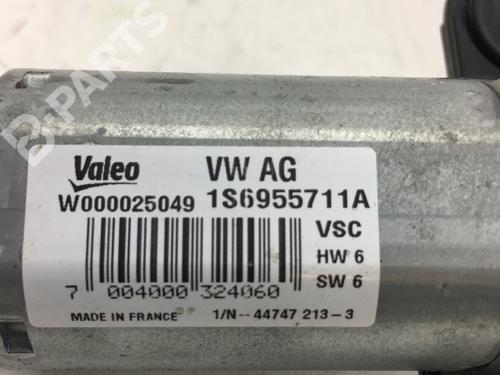 Valeo VW AG
W000025049 1S6955711A
VSC
HW 6
SW 6
7 004000 324060
MADE IN FRANCE 1/N-44747 213-3
B-PARTS